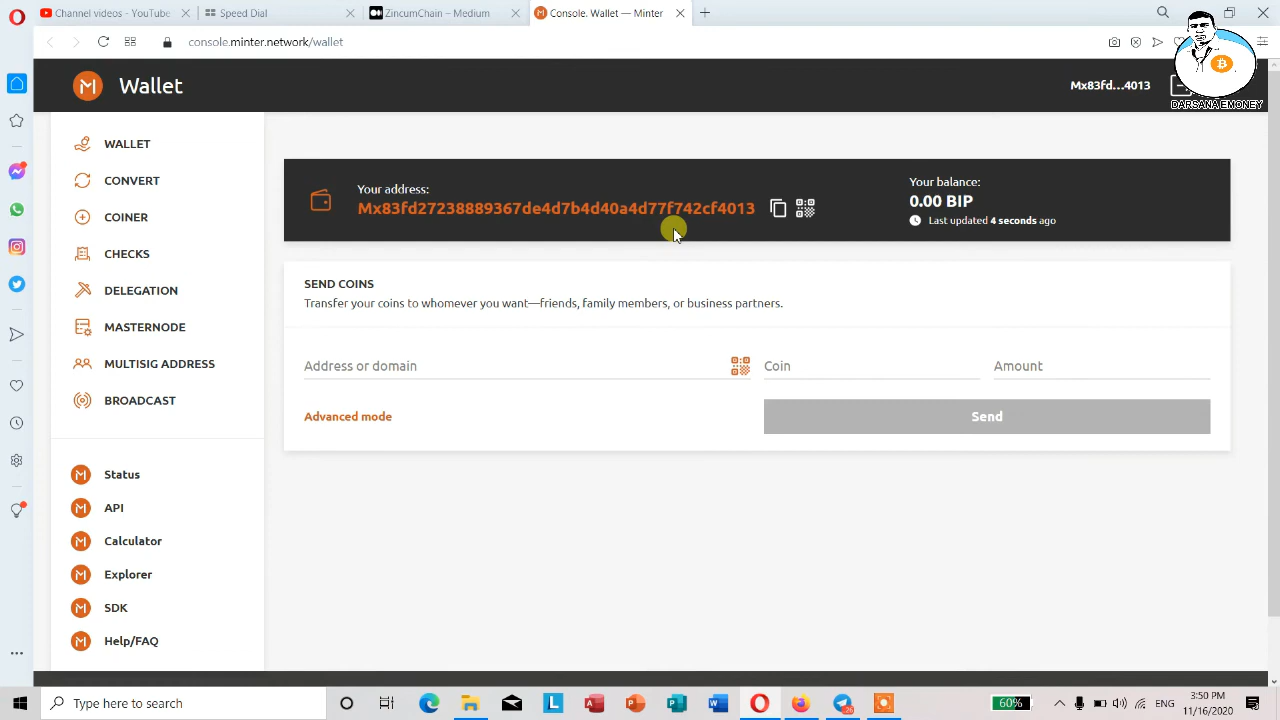 Channel videos - YouTube
Speed Dial
ZincumChain – Medium
Console. Wallet — Minter
console.minter.network/wallet
DARSANA EMONEY
Wallet
Mx83fd...4013
WALLET
CONVERT
COINER
CHECKS
DELEGATION
MASTERNODE
MULTISIG ADDRESS
BROADCAST
Status
API
Calculator
Explorer
SDK
Help/FAQ
Your address:
Mx83fd27238889367de4d7b4d40a4d77f742cf4013
Your balance:
0.00 BIP
Last updated 4 seconds ago
SEND COINS
Transfer your coins to whomever you want—friends, family members, or business partners.
Address or domain
Coin
Amount
Advanced mode
Send
Type here to search
26
60%
ENG
3:50 PM
11/16/2020